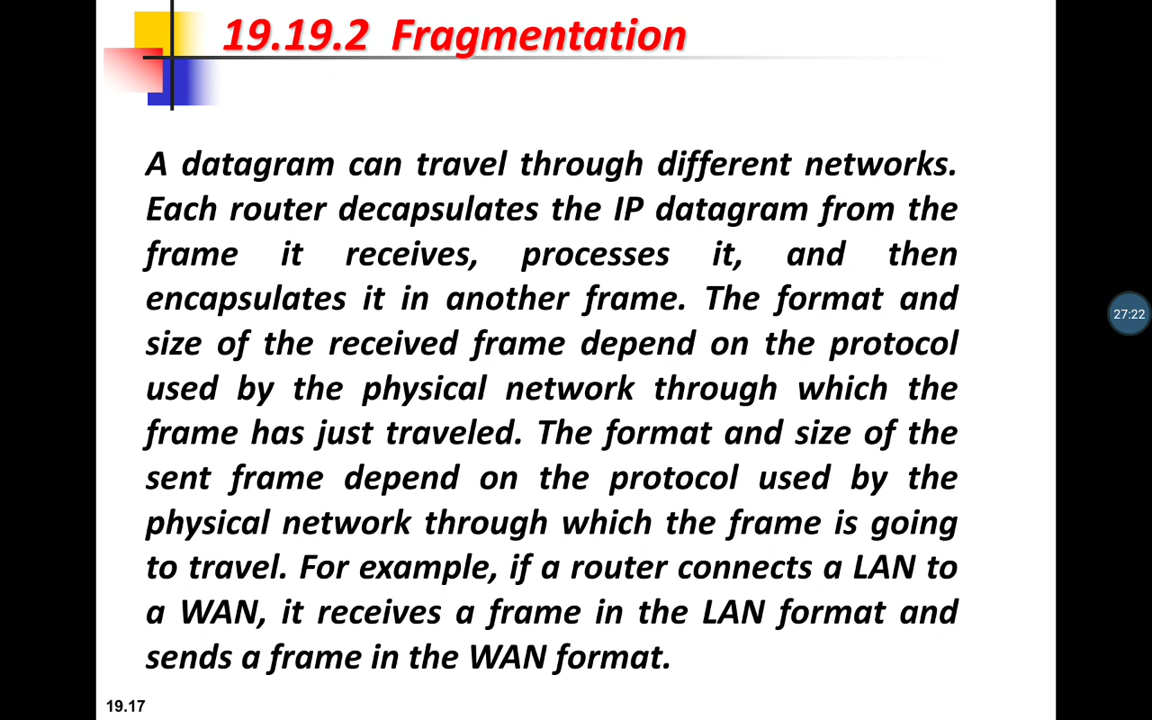 19.19.2 Fragmentation
A datagram can travel through different networks.
Each router decapsulates the IP datagram from the
frame it receives, processes it, and then
encapsulates it in another frame. The format and
size of the received frame depend on the protocol
used by the physical network through which the
frame has just traveled. The format and size of the
sent frame depend on the protocol used by the
physical network through which the frame is going
to travel. For example, if a router connects a LAN to
a WAN, it receives a frame in the LAN format and
sends a frame in the WAN format.
27:22
19.17